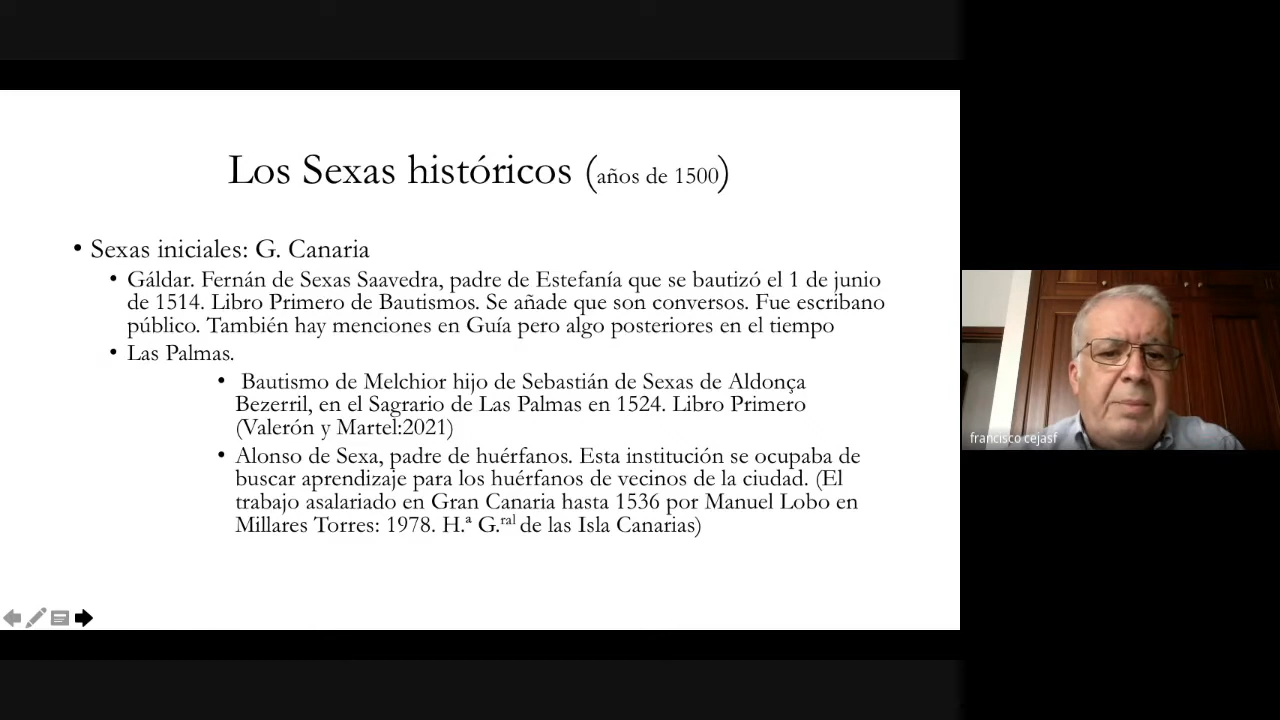 Los Sexas históricos (años de 1500)
• Sexas iniciales: G. Canaria
• Gáldar. Fernán de Sexas Saavedra, padre de Estefanía que se bautizó el 1 de junio
de 1514. Libro Primero de Bautismos. Se añade que son conversos. Fue escribano
público. También hay menciones en Guía pero algo posteriores en el tiempo
• Las Palmas.
• Bautismo de Melchior hijo de Sebastián de Sexas de Aldonça
Bezerril, en el Sagrario de Las Palmas en 1524. Libro Primero
(Valerón y Martel:2021)
• Alonso de Sexa, padre de huérfanos. Esta institución se ocupaba de
buscar aprendizaje para los huérfanos de vecinos de la ciudad. (El
trabajo asalariado en Gran Canaria hasta 1536 por Manuel Lobo en
Millares Torres: 1978. H.ª G.ral de las Isla Canarias)
francisco cejasf